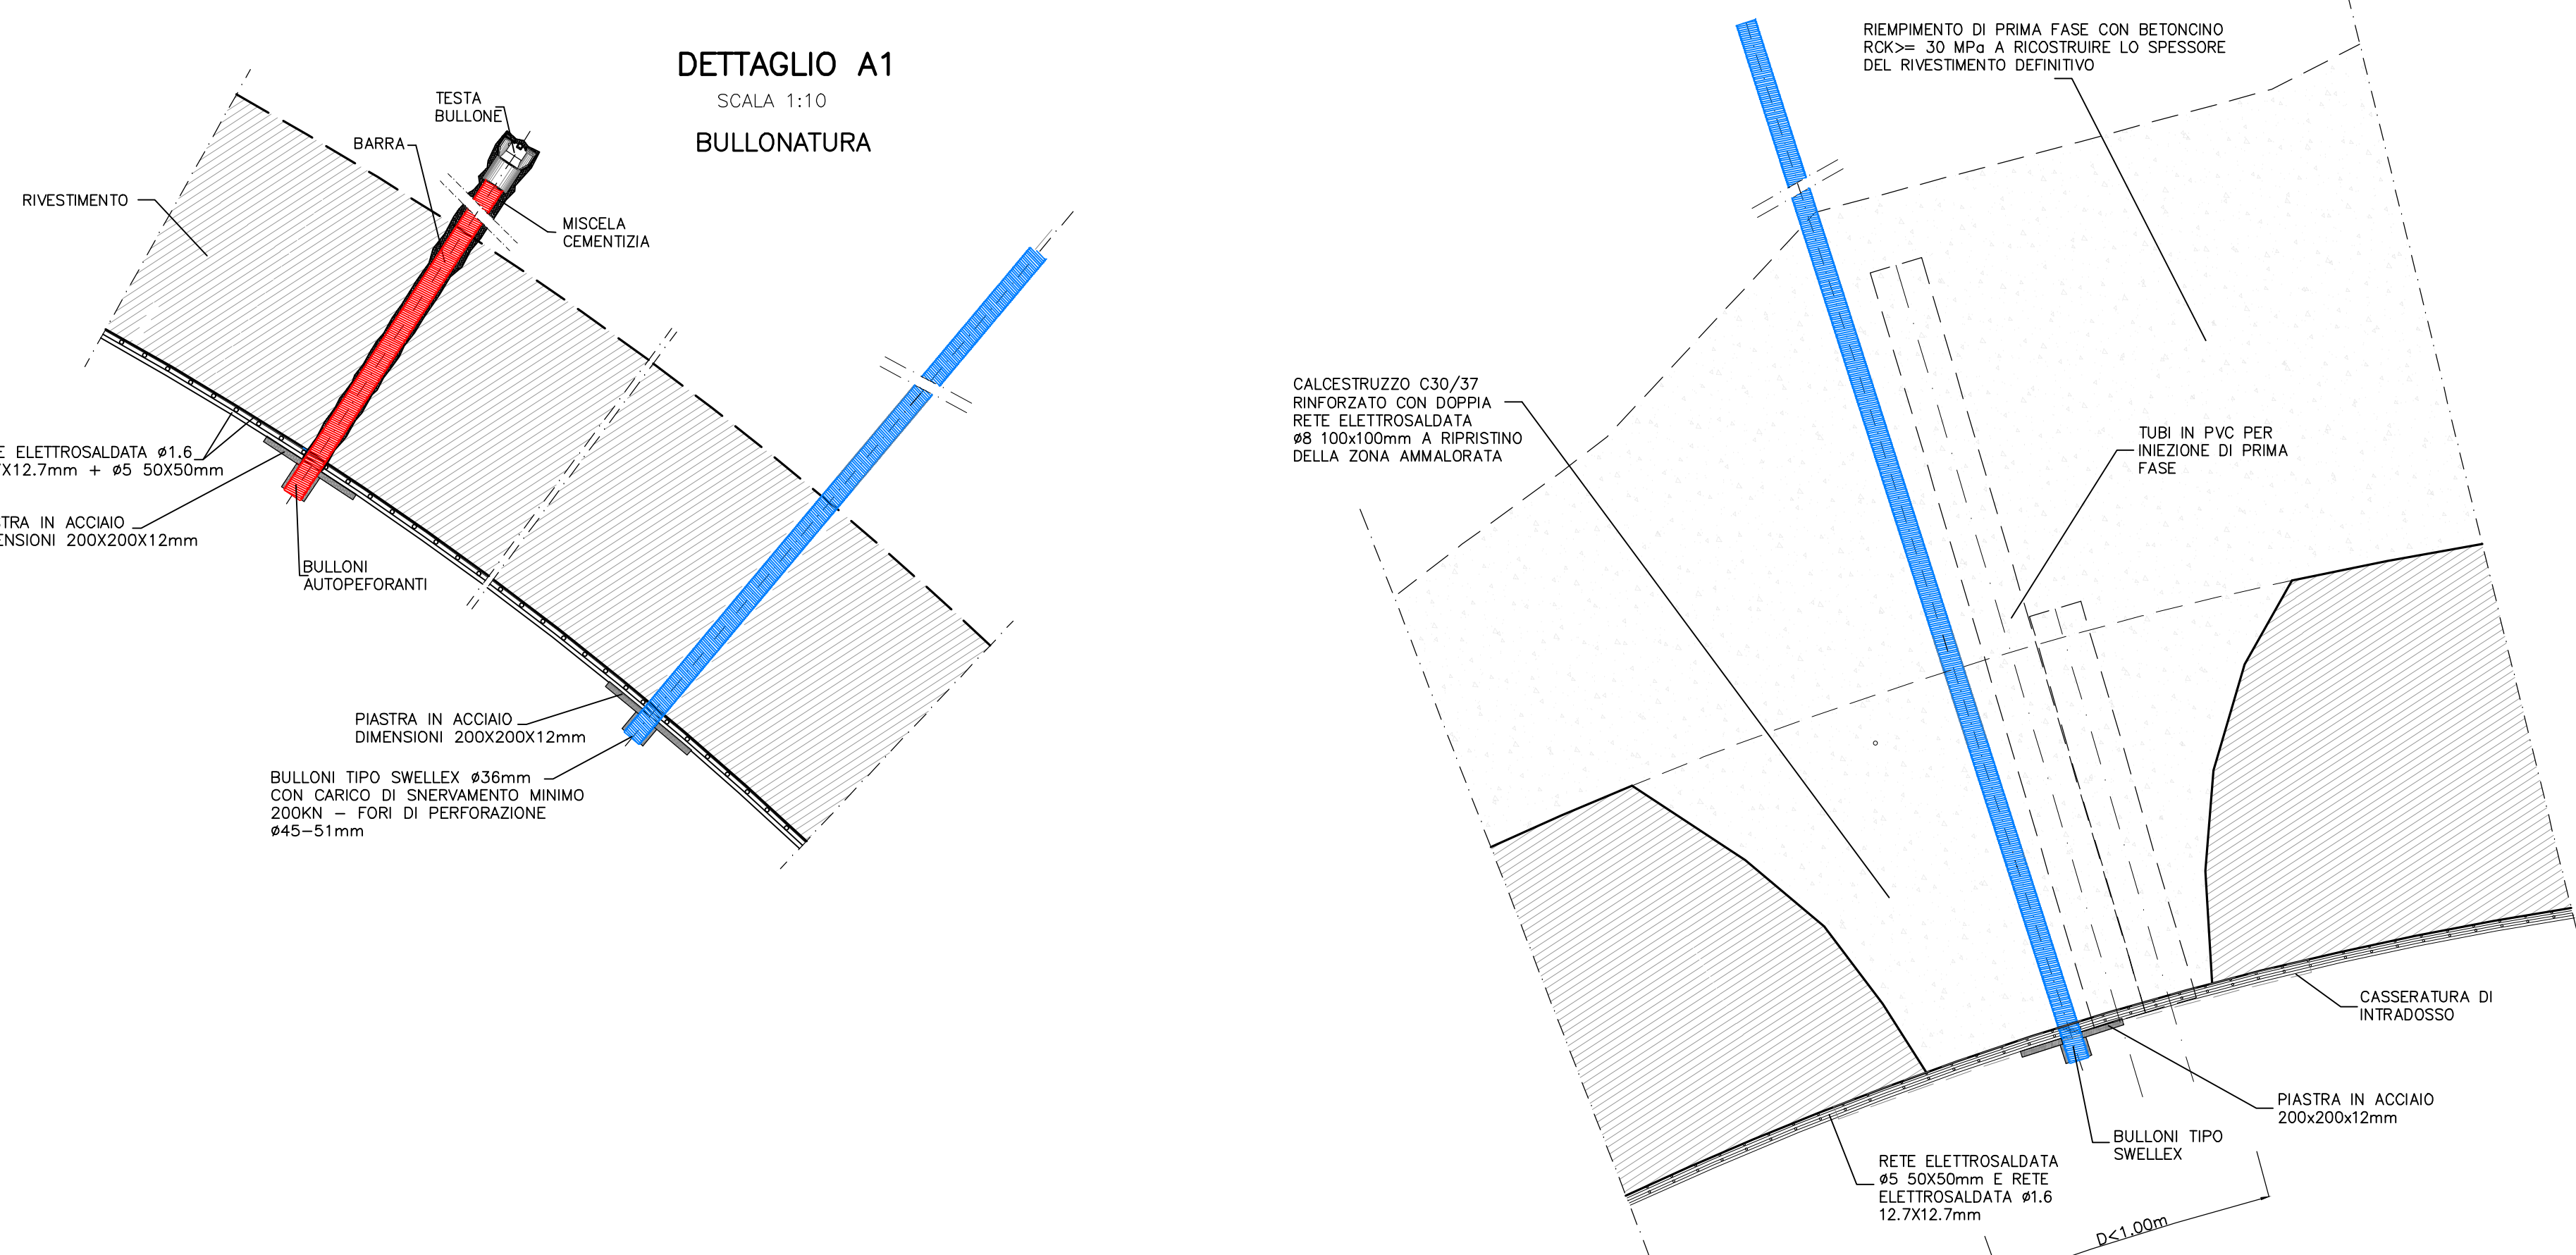 DETTAGLIO A1
SCALA 1:10
BULLONATURA
TESTA
BULLONE
BARRA
RIVESTIMENTO
MISCELA
CEMENTIZIA
E ELETTROSALDATA ø1.6
X12.7mm + ø5 50X50mm
TRA IN ACCIAIO
ENSIONI 200X200X12mm
BULLONI
AUTOPEFORANTI
PIASTRA IN ACCIAIO
DIMENSIONI 200X200X12mm
BULLONI TIPO SWELLEX ø36mm
CON CARICO DI SNERVAMENTO MINIMO
200KN – FORI DI PERFORAZIONE
ø45–51mm
RIEMPIMENTO DI PRIMA FASE CON BETONCINO
RCK>= 30 MPa A RICOSTRUIRE LO SPESSORE
DEL RIVESTIMENTO DEFINITIVO
CALCESTRUZZO C30/37
RINFORZATO CON DOPPIA
RETE ELETTROSALDATA
ø8 100x100mm A RIPRISTINO
DELLA ZONA AMMALORATA
TUBI IN PVC PER
INIEZIONE DI PRIMA
FASE
CASSERATURA DI
INTRADOSSO
PIASTRA IN ACCIAIO
200x200x12mm
BULLONI TIPO
SWELLEX
RETE ELETTROSALDATA
ø5 50X50mm E RETE
ELETTROSALDATA ø1.6
12.7X12.7mm
D<1.00m